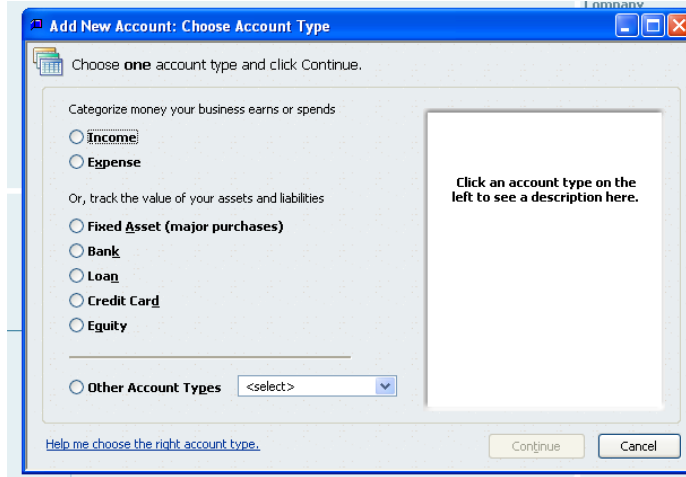 Company
Add New Account: Choose Account Type
Choose one account type and click Continue.
Categorize money your business earns or spends
Income
Expense
Click an account type on the
left to see a description here.
Or, track the value of your assets and liabilities
Fixed Asset (major purchases)
Bank
Loan
Credit Card
Equity
Other Account Types <select>
Help me choose the right account type.
Continue Cancel